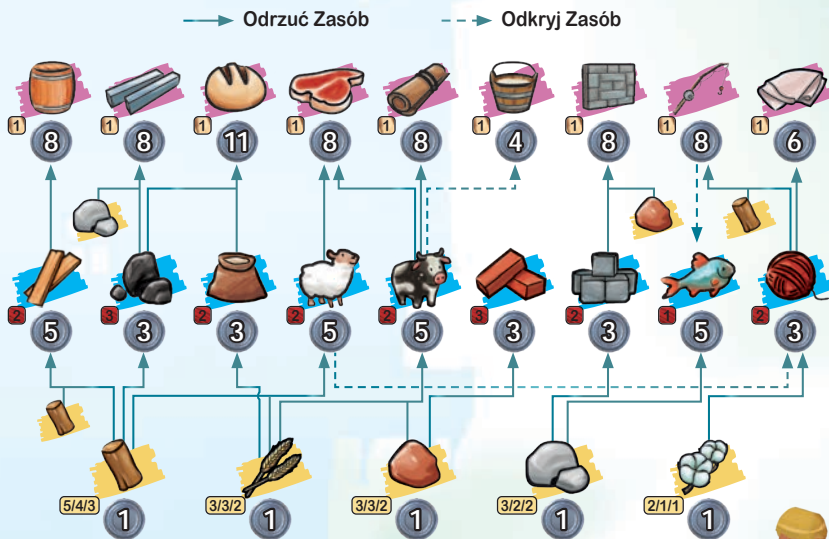 Odrzuć Zasób Odkryj Zasób
1 1 1 1 1 1 1 1 1
8 8 11 8 8 4 8 8 6
2 3 2 2 2 3 2 1 2
5 3 3 5 5 3 3 5 3
5/4/3 3/3/2 3/3/2 3/2/2 2/1/1
1 1 1 1 1